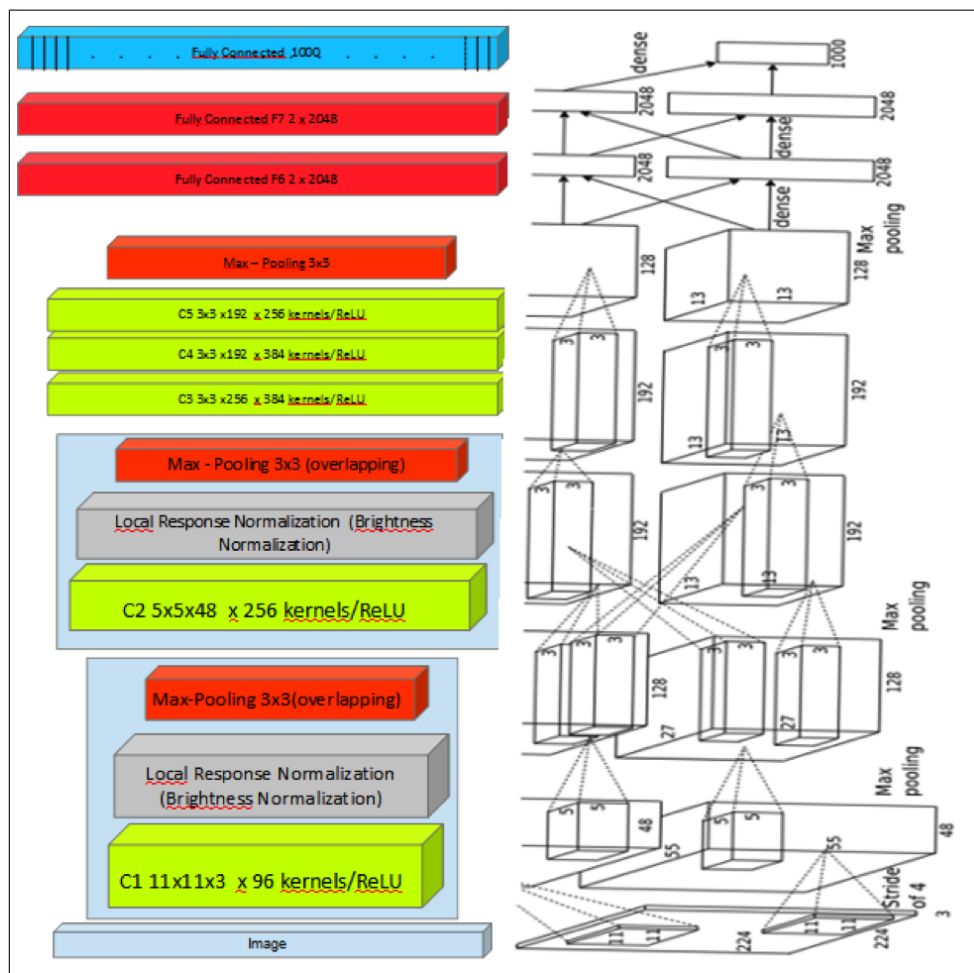 Fully Connected 1000
Fully Connected F7 2 x 2048
Fully Connected F6 2 x 2048
Max – Pooling 3x3
C5 3x3 x192 x 256 kernels/ReLU
C4 3x3 x192 x 384 kernels/ReLU
C3 3x3 x256 x 384 kernels/ReLU
Max - Pooling 3x3 (overlapping)
Local Response Normalization (Brightness
Normalization)
C2 5x5x48 x 256 kernels/ReLU
Max-Pooling 3x3(overlapping)
Local Response Normalization
(Brightness Normalization)
C1 11x11x3 x 96 kernels/ReLU
Image
dense
1000
2048
2048
dense
2048
2048
dense
Max
pooling
128
128
13
13
3
3
3
3
192
192
13
13
3
3
3
3
192
192
13
13
Max
pooling
3
3
3
3
3
3
3
128
128
27
27
Max
pooling
5
5
5
5
48
48
55
55
Stride
of 4
11
11
11
11
224
224
3